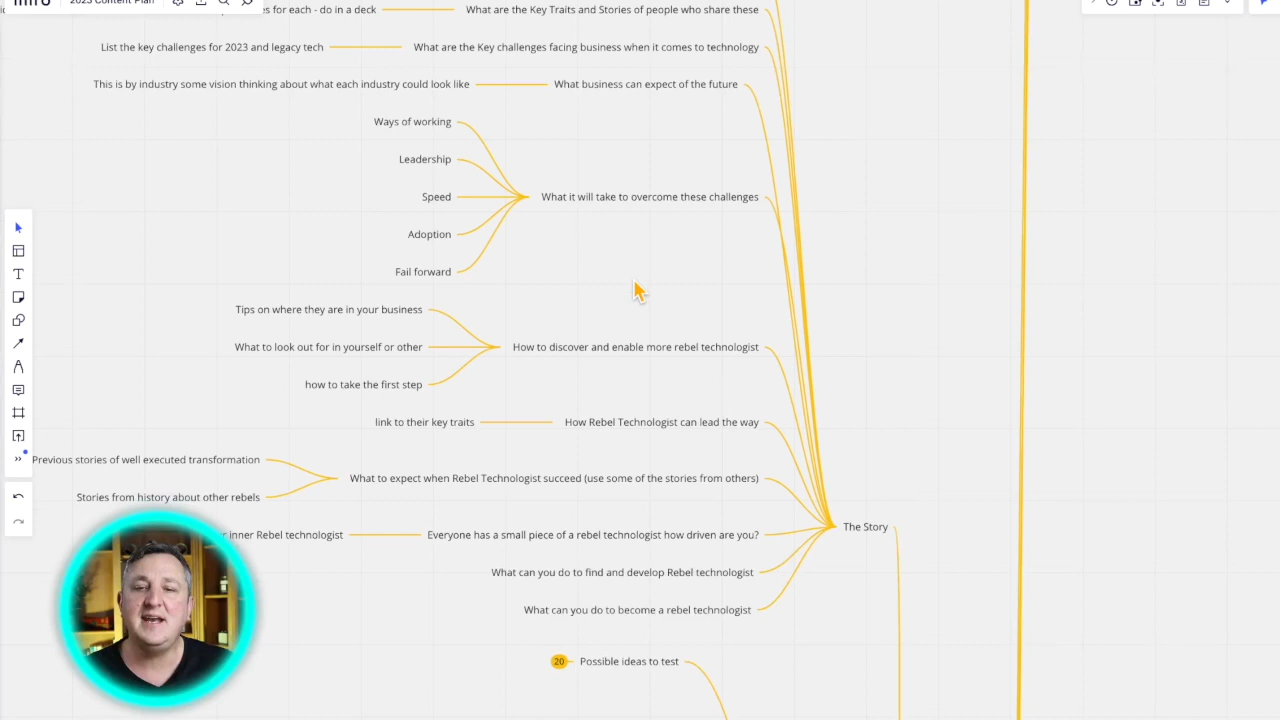 miro
2023 Content Plan
es for each - do in a deck
What are the Key Traits and Stories of people who share these
List the key challenges for 2023 and legacy tech
What are the Key challenges facing business when it comes to technology
This is by industry some vision thinking about what each industry could look like
What business can expect of the future
Ways of working
Leadership
Speed
Adoption
Fail forward
What it will take to overcome these challenges
Tips on where they are in your business
What to look out for in yourself or other
how to take the first step
How to discover and enable more rebel technologist
link to their key traits
How Rebel Technologist can lead the way
Previous stories of well executed transformation
Stories from history about other rebels
What to expect when Rebel Technologist succeed (use some of the stories from others)
inner Rebel technologist
Everyone has a small piece of a rebel technologist how driven are you?
The Story
What can you do to find and develop Rebel technologist
What can you do to become a rebel technologist
20
Possible ideas to test